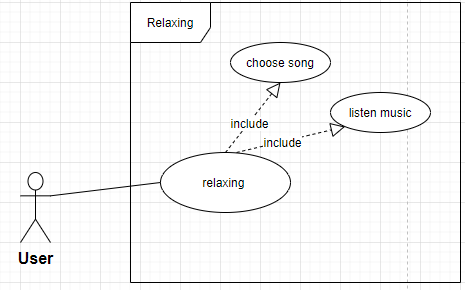 Relaxing
choose song
listen music
include
include
relaxing
User